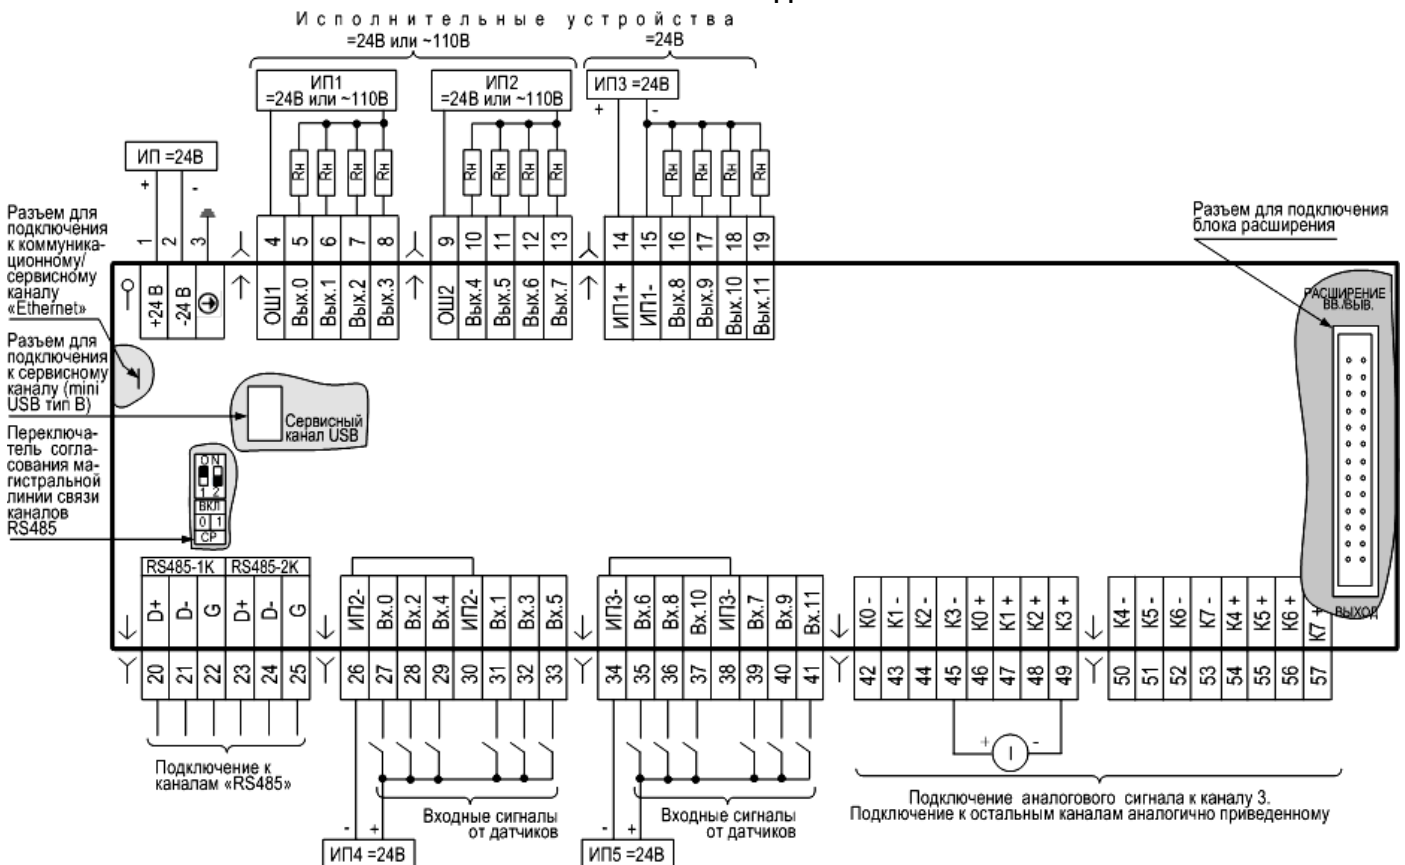 Исполнительные устройства
=24В или ~110В
=24В
ИП1
=24В или ~110В
ИП2
=24В или ~110В
ИП3 =24В
+ -
Rн Rн Rн Rн
Rн Rн Rн Rн
Rн Rн Rн Rн
ИП =24В
+ -
1 2 3
4 5 6 7 8
9 10 11 12 13
14 15 16 17 18 19
+24 В
-24 В
ОШ1 Вых.0 Вых.1 Вых.2 Вых.3
ОШ2 Вых.4 Вых.5 Вых.6 Вых.7
ИП1+ ИП1- Вых.8 Вых.9 Вых.10 Вых.11
Разъем для
подключения
к коммуника-
ционному/
сервисному
каналу
«Ethernet»
Разъем для
подключения
к сервисному
каналу (mini
USB тип B)
Переключа-
тель согла-
сования ма-
гистральной
линии связи
каналов
RS485
Сервисный
канал USB
ON
1 2
ВКЛ
0 1
СР
Разъем для подключения
блока расширения
РАСШИРЕНИЕ
ВВ./ВЫВ.
ВЫХОД
RS485-1К RS485-2К
D+ D- G D+ D- G
ИП2- Вх.0 Вх.2 Вх.4 ИП2- Вх.1 Вх.3 Вх.5
ИП3- Вх.6 Вх.8 Вх.10 ИП3- Вх.7 Вх.9 Вх.11
К0 - К1 - К2 - К3 - К0 + К1 + К2 + К3 +
К4 - К5 - К6 - К7 - К4 + К5 + К6 + К7 +
20 21 22 23 24 25
26 27 28 29 30 31 32 33
34 35 36 37 38 39 40 41
42 43 44 45 46 47 48 49
50 51 52 53 54 55 56 57
Подключение к
каналам «RS485»
- +
ИП4 =24В
Входные сигналы
от датчиков
- +
ИП5 =24В
Входные сигналы
от датчиков
+ I -
Подключение аналогового сигнала к каналу 3.
Подключение к остальным каналам аналогично приведенному